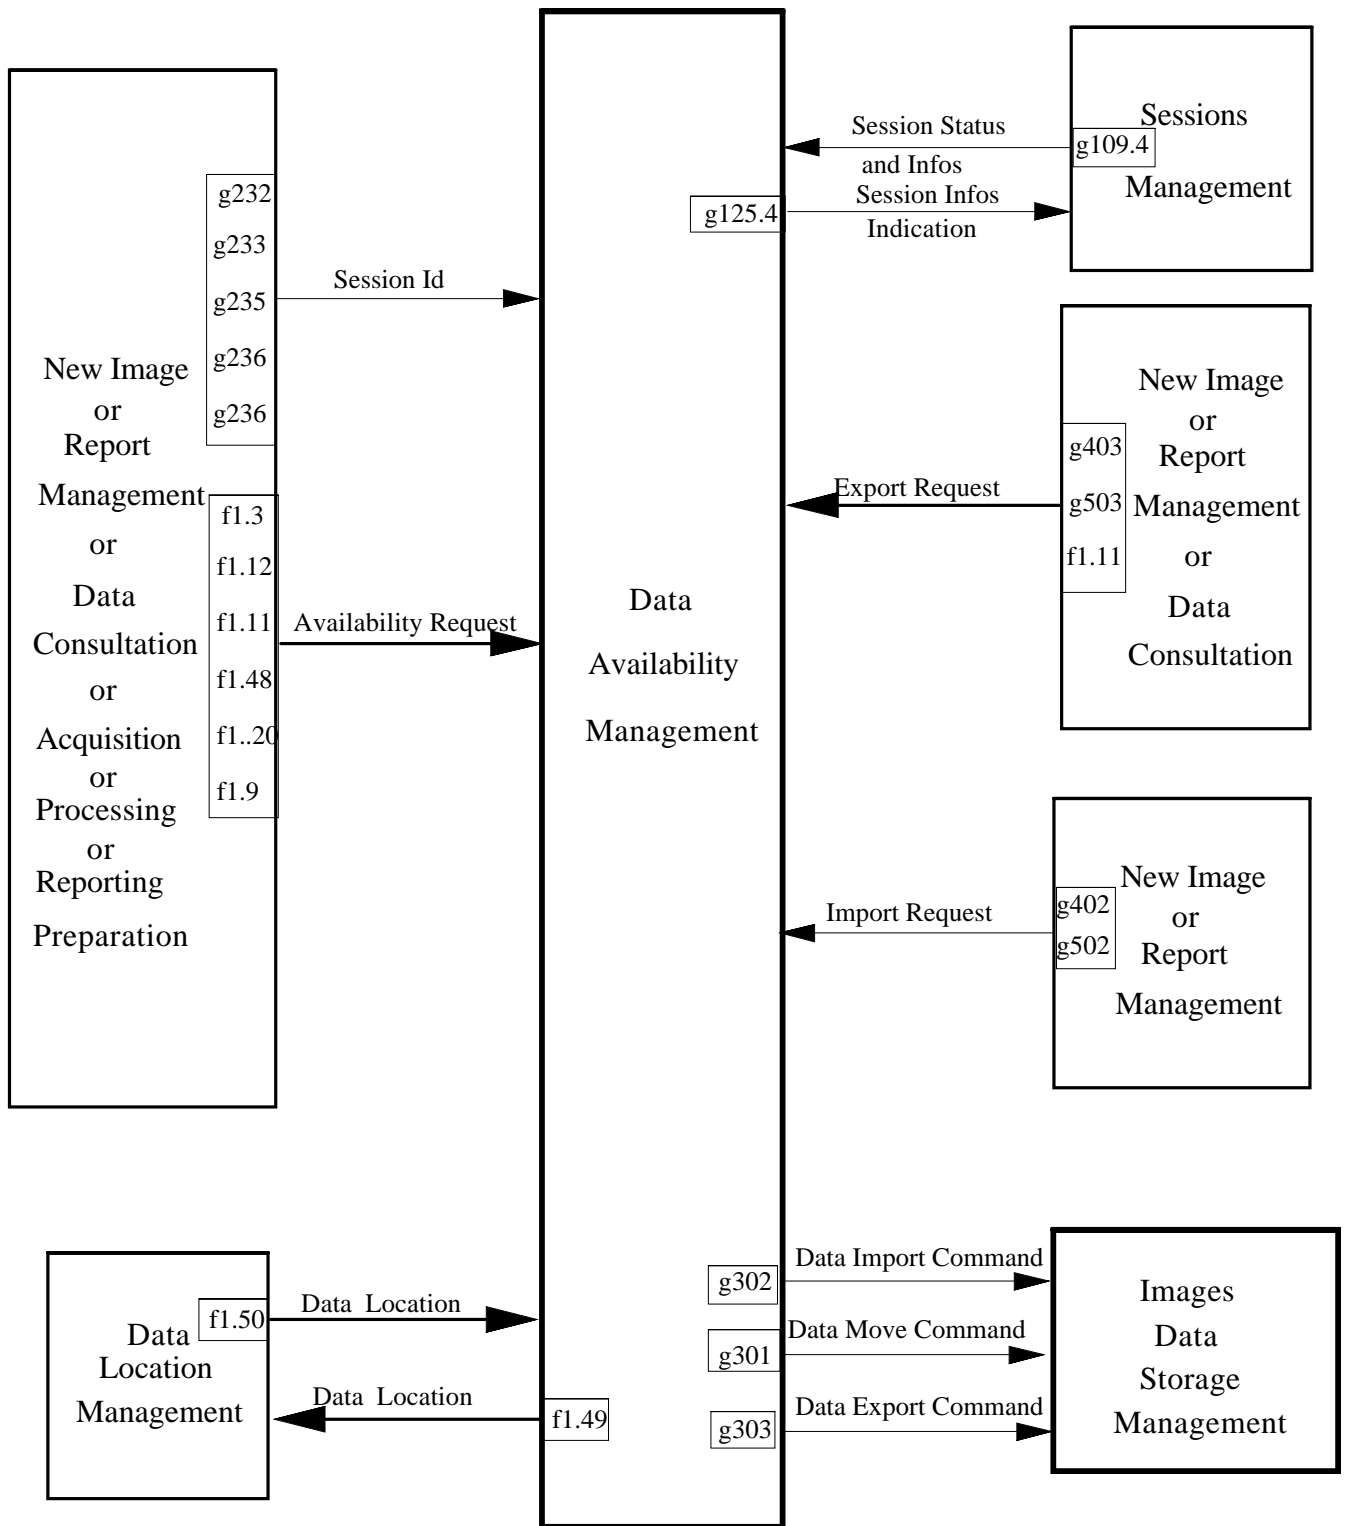 g232
g233
g235
g236
g236
New Image
or
Report
Management
or
Data
Consultation
or
Acquisition
or
Processing
or
Reporting
Preparation
f1.3
f1.12
f1.11
f1.48
f1..20
f1.9
Session Id
Availability Request
Data
Availability
Management
Session Status
and Infos
Session Infos
Indication
g125.4
g109.4
Sessions
Management
Export Request
g403
g503
f1.11
New Image
or
Report
Management
or
Data
Consultation
Import Request
g402
g502
New Image
or
Report
Management
f1.50
Data
Location
Management
Data Location
Data Location
f1.49
g302
g301
g303
Data Import Command
Data Move Command
Data Export Command
Images
Data
Storage
Management